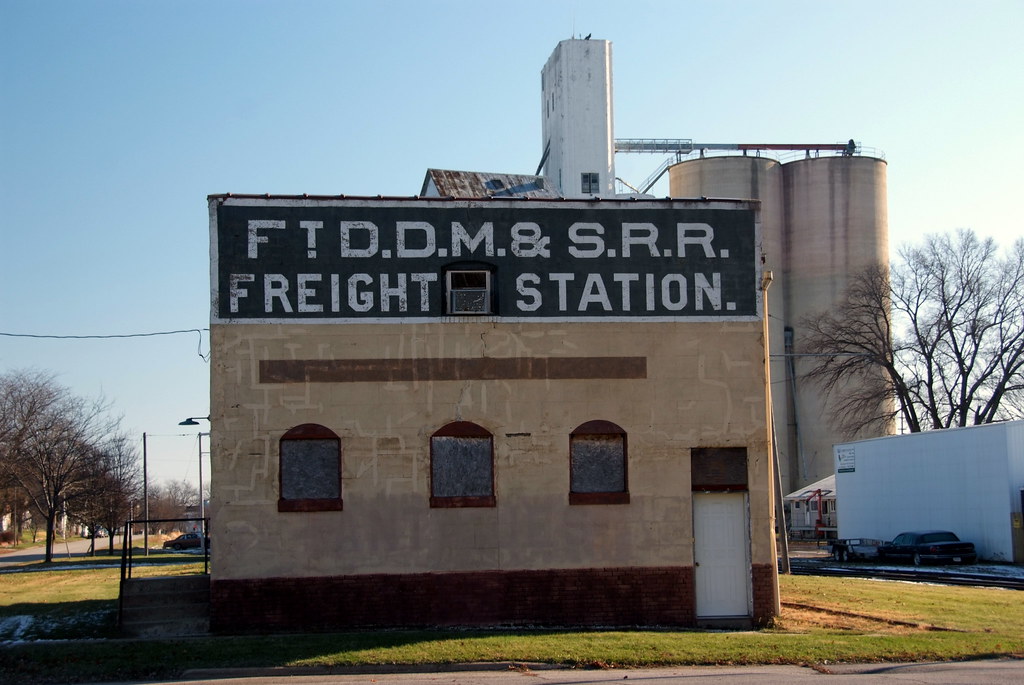 FT. D.D.M. & S.R.R.
FREIGHT STATION.